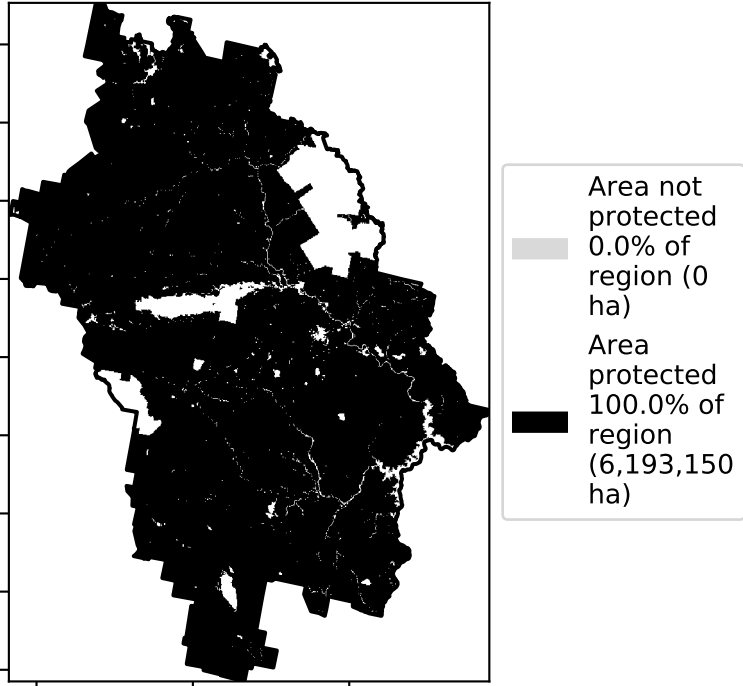 Area not
protected
0.0% of
region (0
ha)
Area
protected
100.0% of
region
(6,193,150
ha)